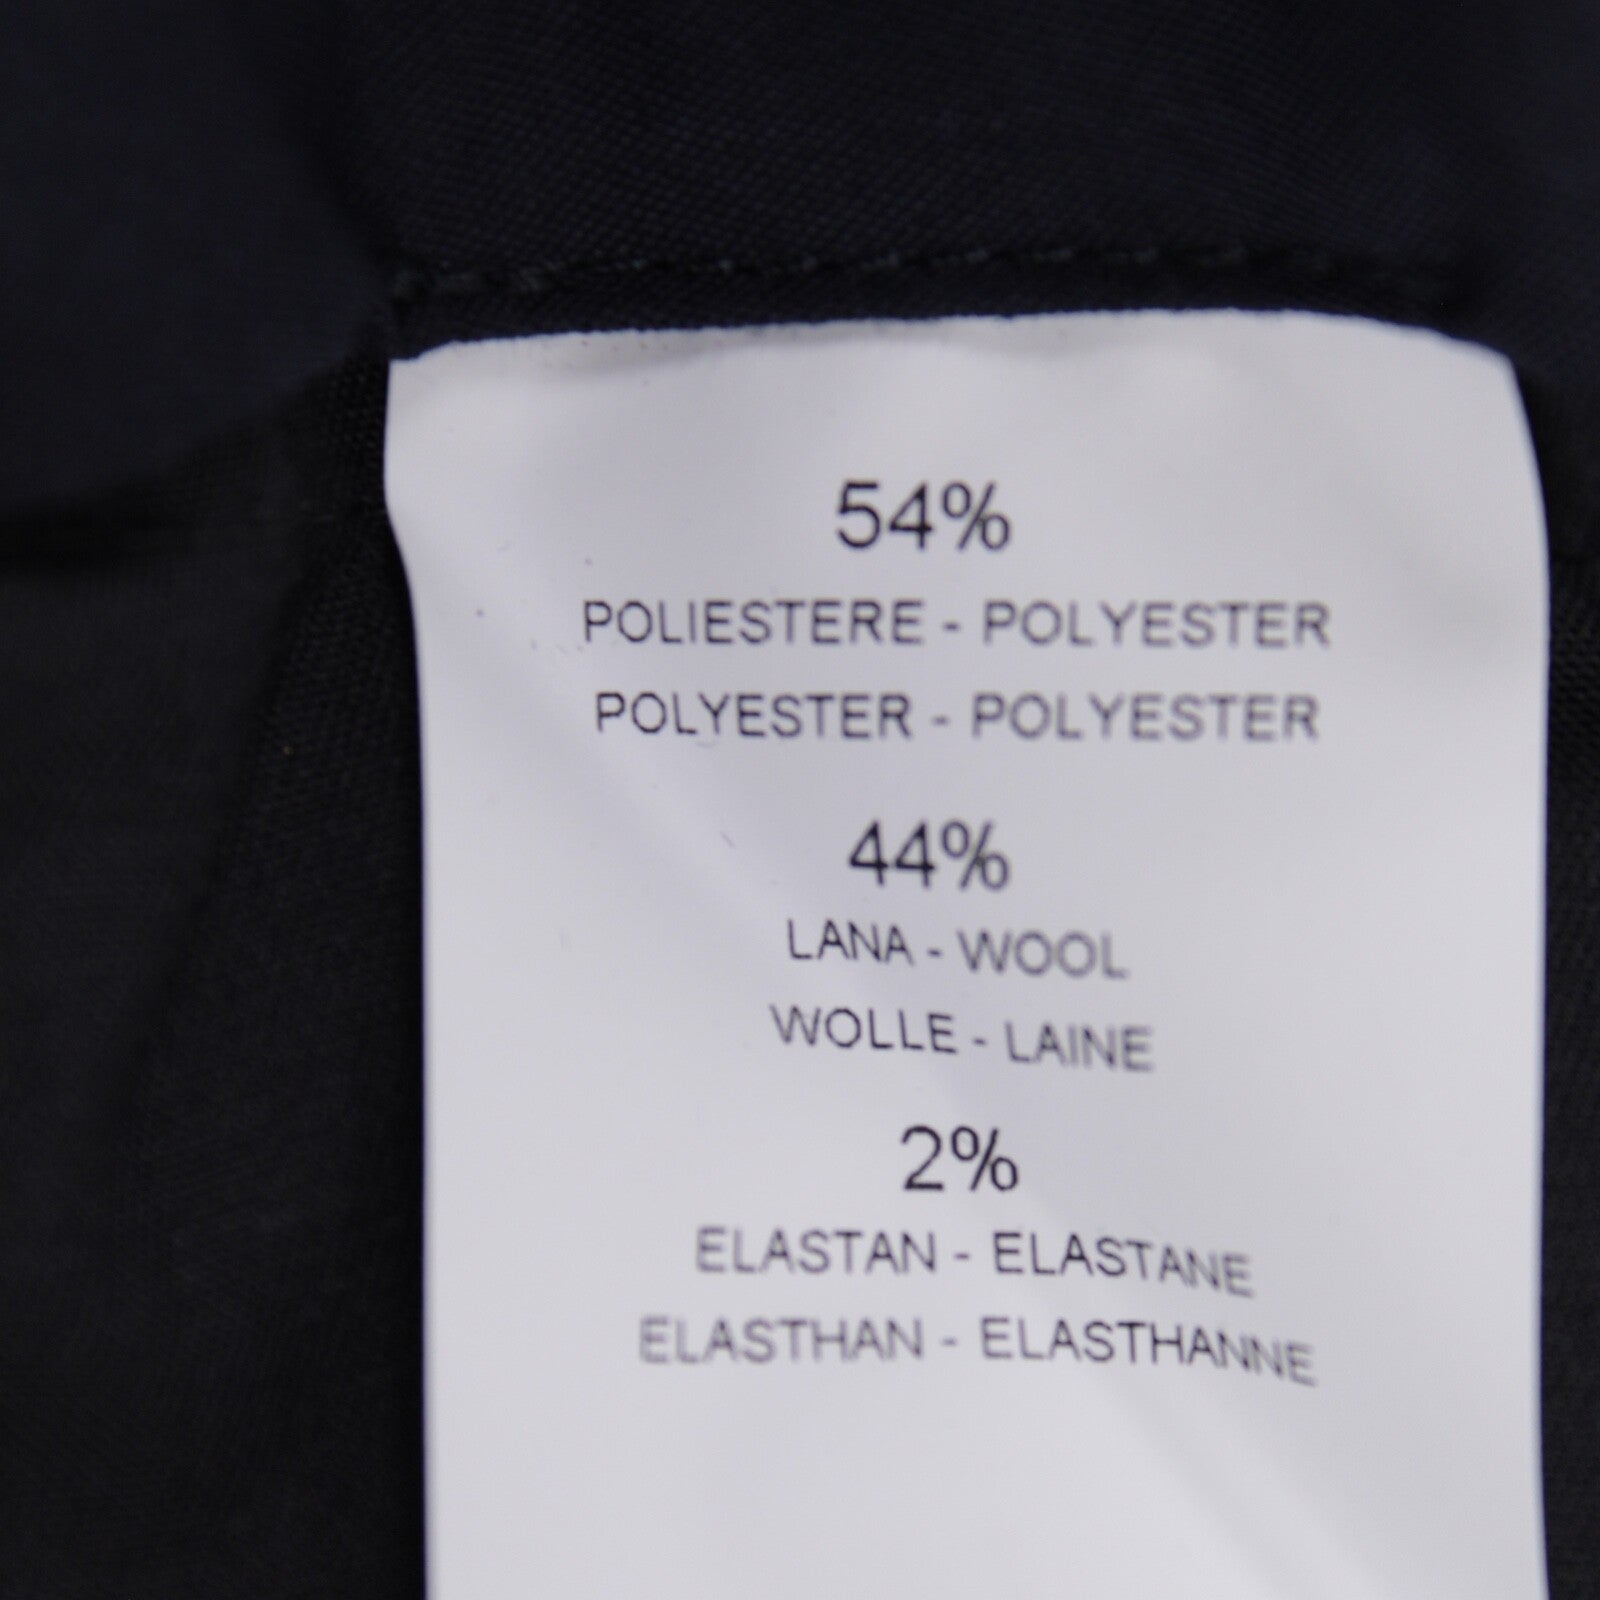 54%
POLIESTERE - POLYESTER
POLYESTER - POLYESTER
44%
LANA - WOOL
WOLLE - LAINE
2%
ELASTAN - ELASTANE
ELASTHAN - ELASTHANNE